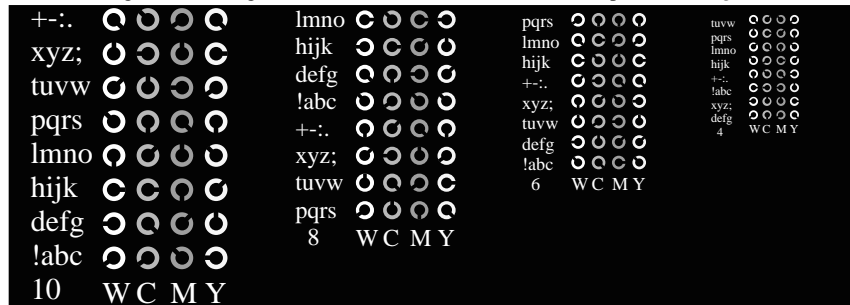 +-:.
xyz;
tuvw
pqrs
lmno
hijk
defg
!abc
10 W C M Y
lmno
hijk
defg
!abc
+-:.
xyz;
tuvw
pqrs
8 W C M Y
pqrs
lmno
hijk
+-:.
xyz;
tuvw
defg
!abc
6 W C M Y
tuvw
pqrs
lmno
hijk
+-:.
!abc
xyz;
defg
4 W C M Y